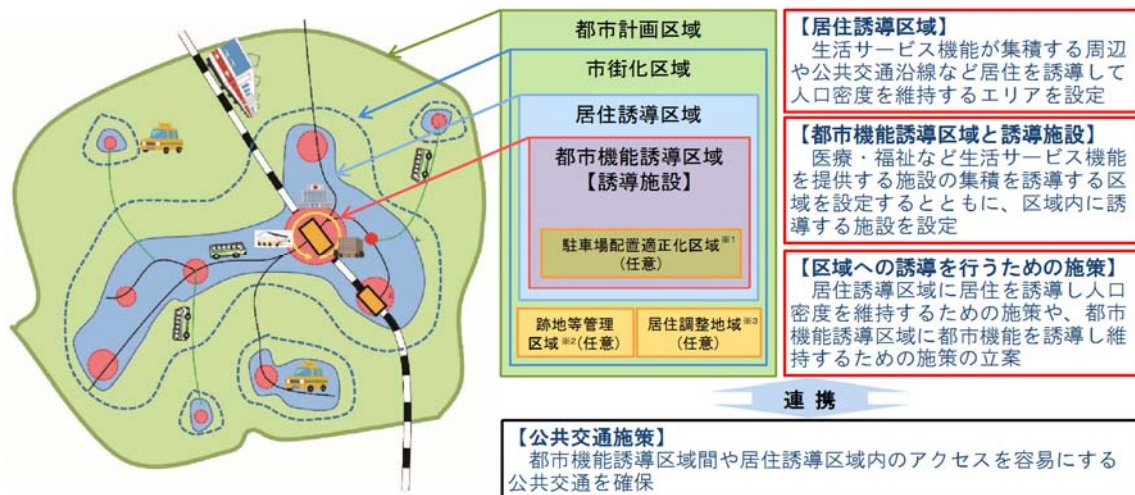 都市計画区域
市街化区域
居住誘導区域
都市機能誘導区域
【誘導施設】
駐車場配置適正化区域※1
(任意)
跡地等管理
区域※2(任意)
居住調整地域※3
(任意)
【居住誘導区域】
生活サービス機能が集積する周辺
や公共交通沿線など居住を誘導して
人口密度を維持するエリアを設定
【都市機能誘導区域と誘導施設】
医療・福祉など生活サービス機能
を提供する施設の集積を誘導する区
域を設定するとともに、区域内に誘
導する施設を設定
【区域への誘導を行うための施策】
居住誘導区域に居住を誘導し人口
密度を維持するための施策や、都市
機能誘導区域に都市機能を誘導し維
持するための施策の立案
連携
【公共交通施策】
都市機能誘導区域間や居住誘導区域内のアクセスを容易にする
公共交通を確保